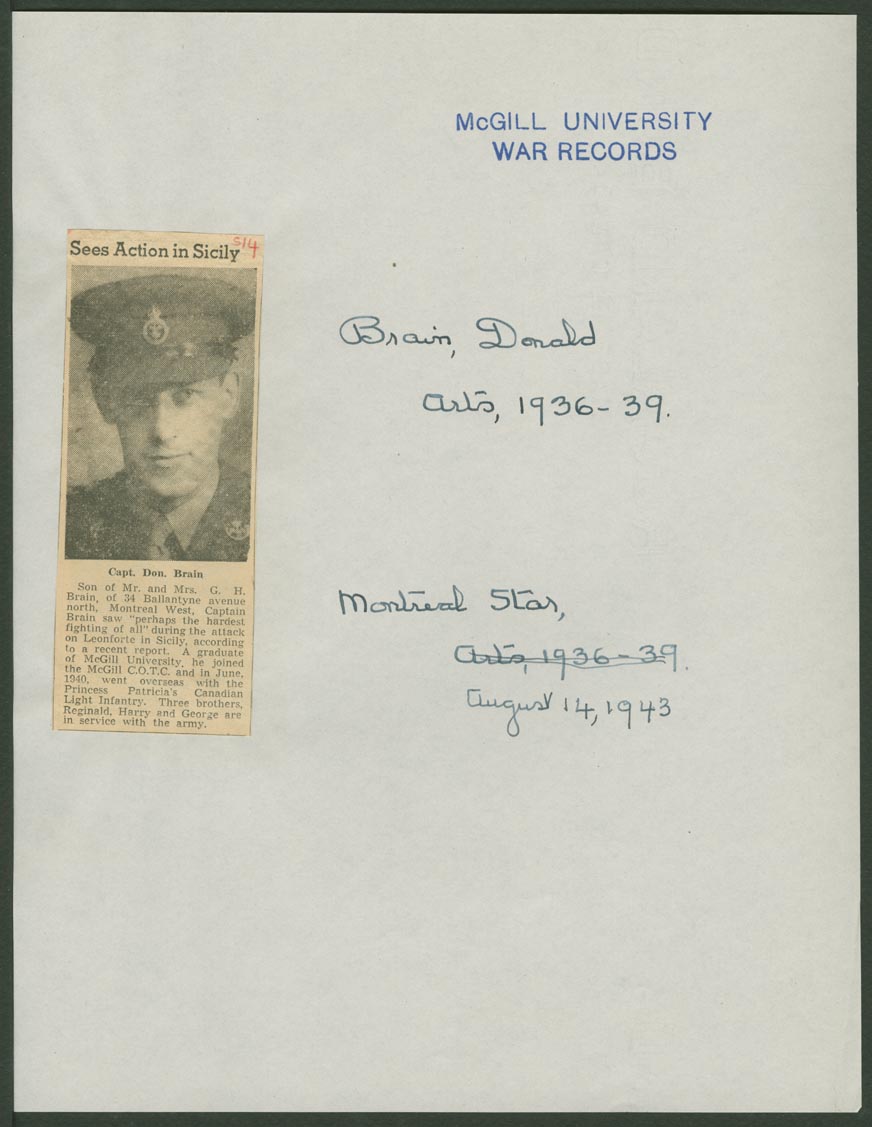 McGILL UNIVERSITY
WAR RECORDS
Sees Action in Sicily
S14
Brain, Donald
Arts, 1936-39.
Capt. Don. Brain
Son of Mr. and Mrs. G. H.
Brain, of 34 Ballantyne avenue
north, Montreal West, Captain
Brain saw "perhaps the hardest
fighting of all" during the attack
on Leonforte in Sicily, according
to a recent report. A graduate
of McGill University, he joined
the McGill C.O.T.C. and in June,
1940, went overseas with the
Princess Patricia's Canadian
Light Infantry. Three brothers,
Reginald, Harry and George are
in service with the army.
Montreal Star,
Arts, 1936-39.
August 14, 1943